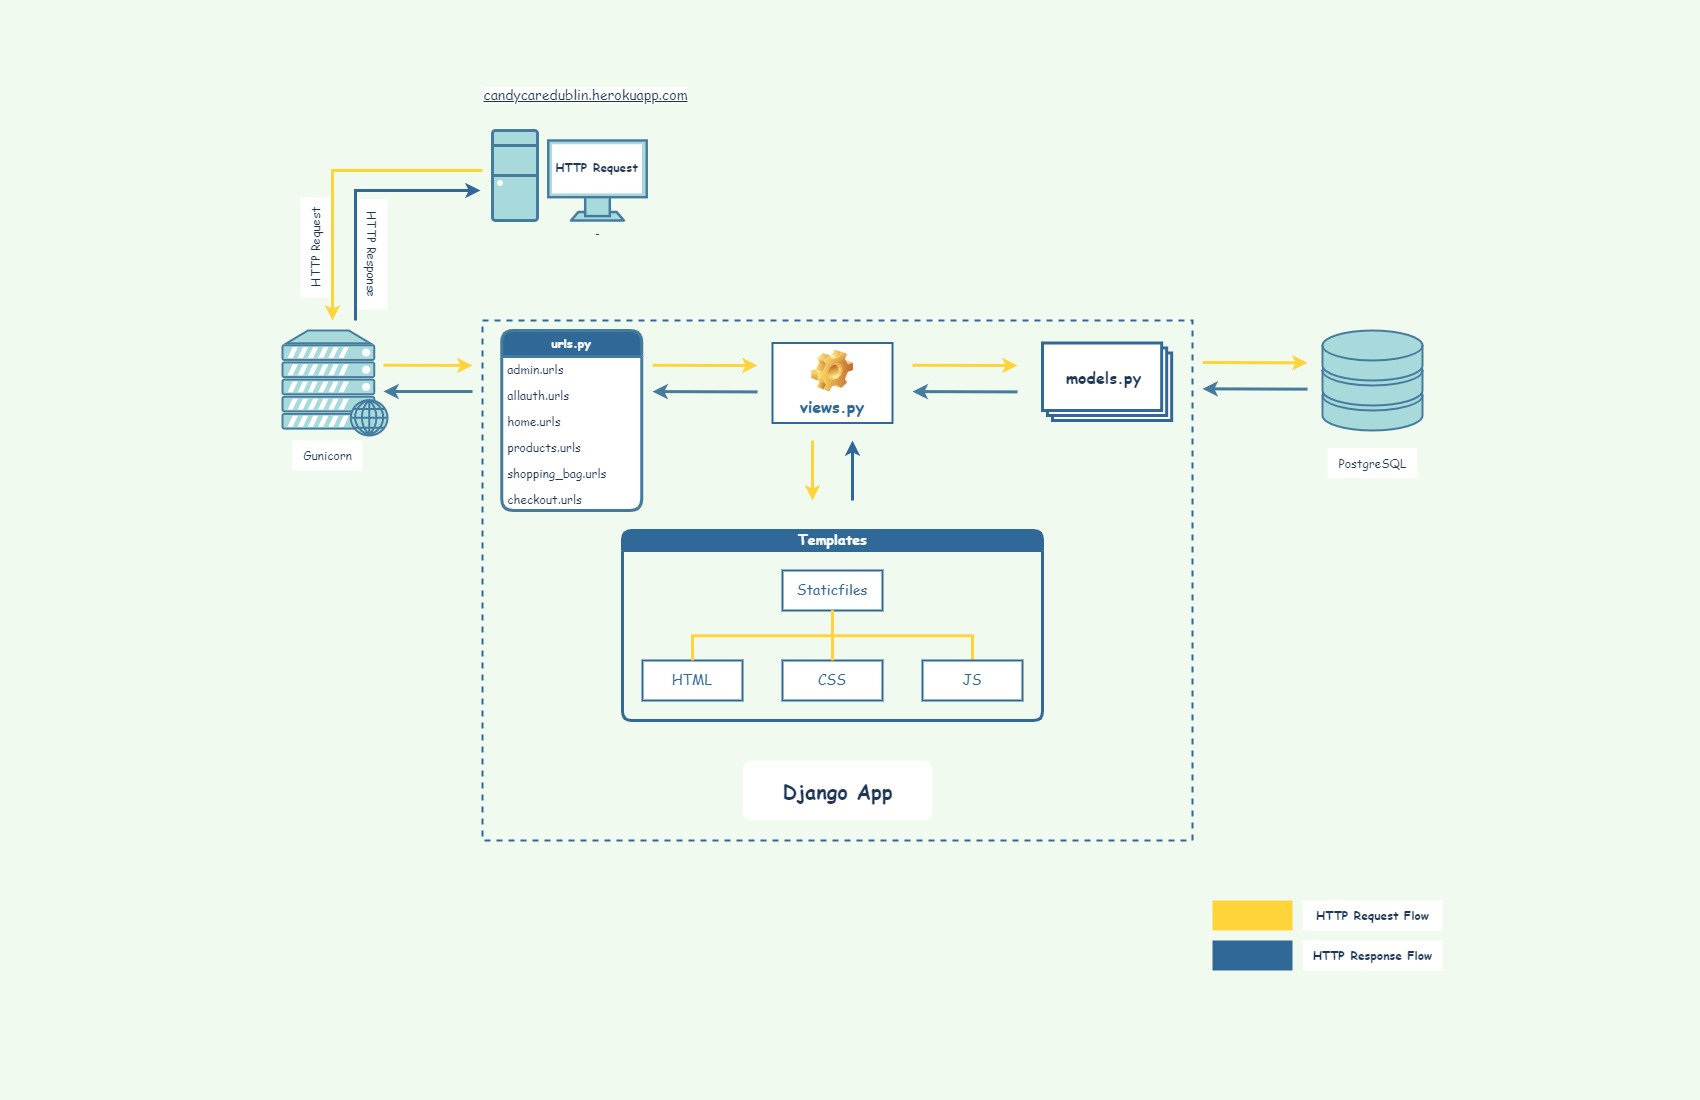 candycaredublin.herokuapp.com
HTTP Request
-
HTTP Request
HTTP Response
Gunicorn
urls.py
admin.urls
allauth.urls
home.urls
products.urls
shopping_bag.urls
checkout.urls
views.py
models.py
PostgreSQL
Templates
Staticfiles
HTML
CSS
JS
Django App
HTTP Request Flow
HTTP Response Flow